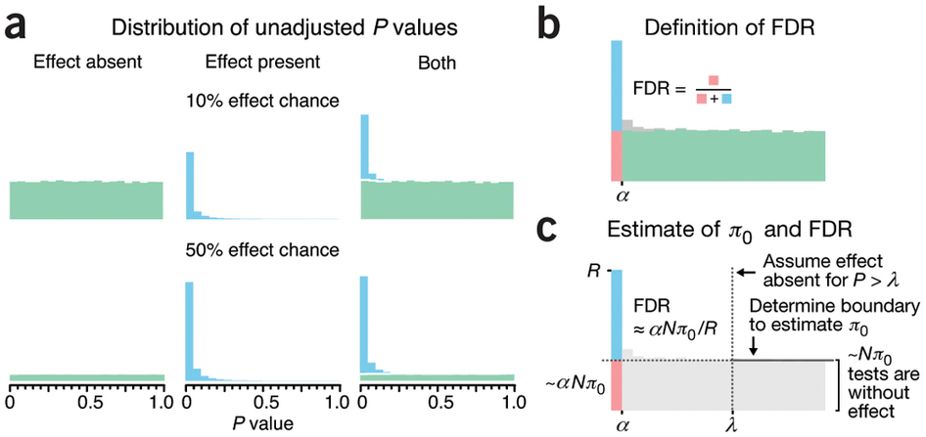 a
Distribution of unadjusted P values
Effect absent
Effect present
Both
10% effect chance
50% effect chance
0
0.5
1.0
0
0.5
1.0
0
0.5
1.0
P value
b
Definition of FDR
FDR =
+
α
c
Estimate of π₀ and FDR
R
Assume effect
absent for P > λ
FDR
≈ αNπ₀/R
Determine boundary
to estimate π₀
~αNπ₀
~Nπ₀
tests are
without
effect
α
λ